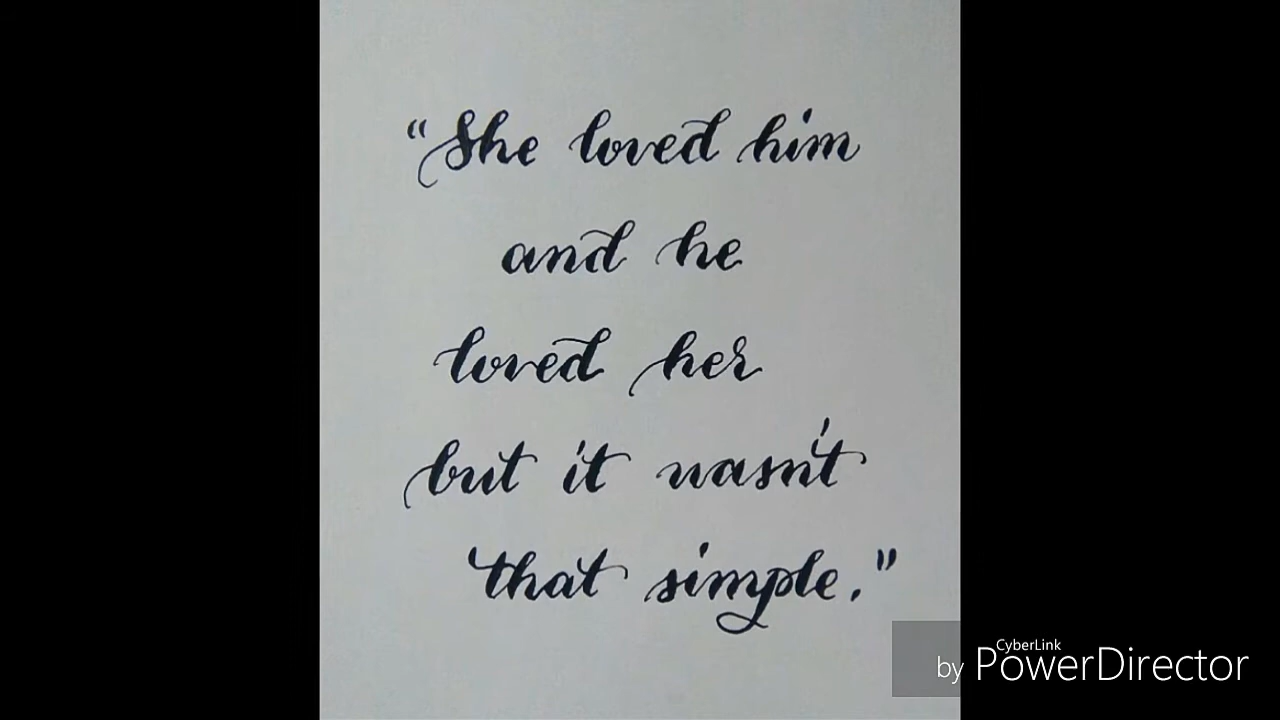 “She loved him
and he
loved her
but it wasn't
that simple.”
CyberLink
by PowerDirector